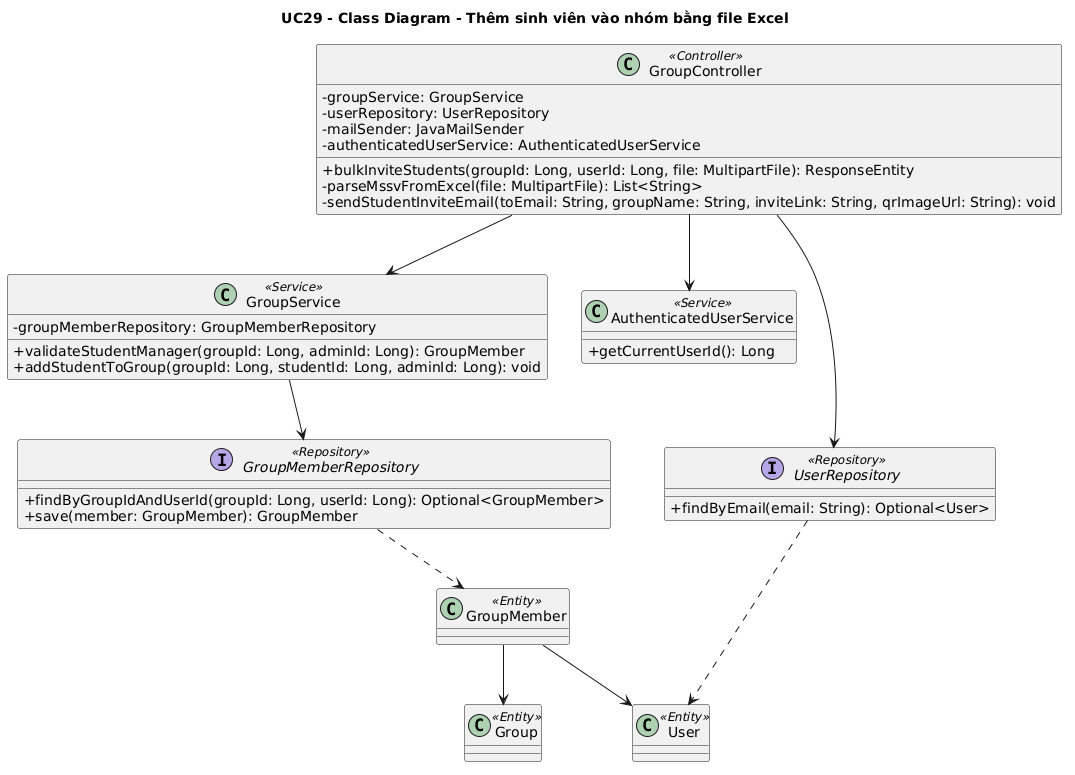 UC29 - Class Diagram - Thêm sinh viên vào nhóm bằng file Excel
«Controller»
C GroupController
-groupService: GroupService
-userRepository: UserRepository
-mailSender: JavaMailSender
-authenticatedUserService: AuthenticatedUserService
+bulkInviteStudents(groupId: Long, userId: Long, file: MultipartFile): ResponseEntity
-parseMssvFromExcel(file: MultipartFile): List<String>
-sendStudentInviteEmail(toEmail: String, groupName: String, inviteLink: String, qrImageUrl: String): void
«Service»
C GroupService
-groupMemberRepository: GroupMemberRepository
+validateStudentManager(groupId: Long, adminId: Long): GroupMember
+addStudentToGroup(groupId: Long, studentId: Long, adminId: Long): void
«Service»
C AuthenticatedUserService
+getCurrentUserId(): Long
«Repository»
I GroupMemberRepository
+findByGroupIdAndUserId(groupId: Long, userId: Long): Optional<GroupMember>
+save(member: GroupMember): GroupMember
«Repository»
I UserRepository
+findByEmail(email: String): Optional<User>
«Entity»
C GroupMember
«Entity»
C Group
«Entity»
C User